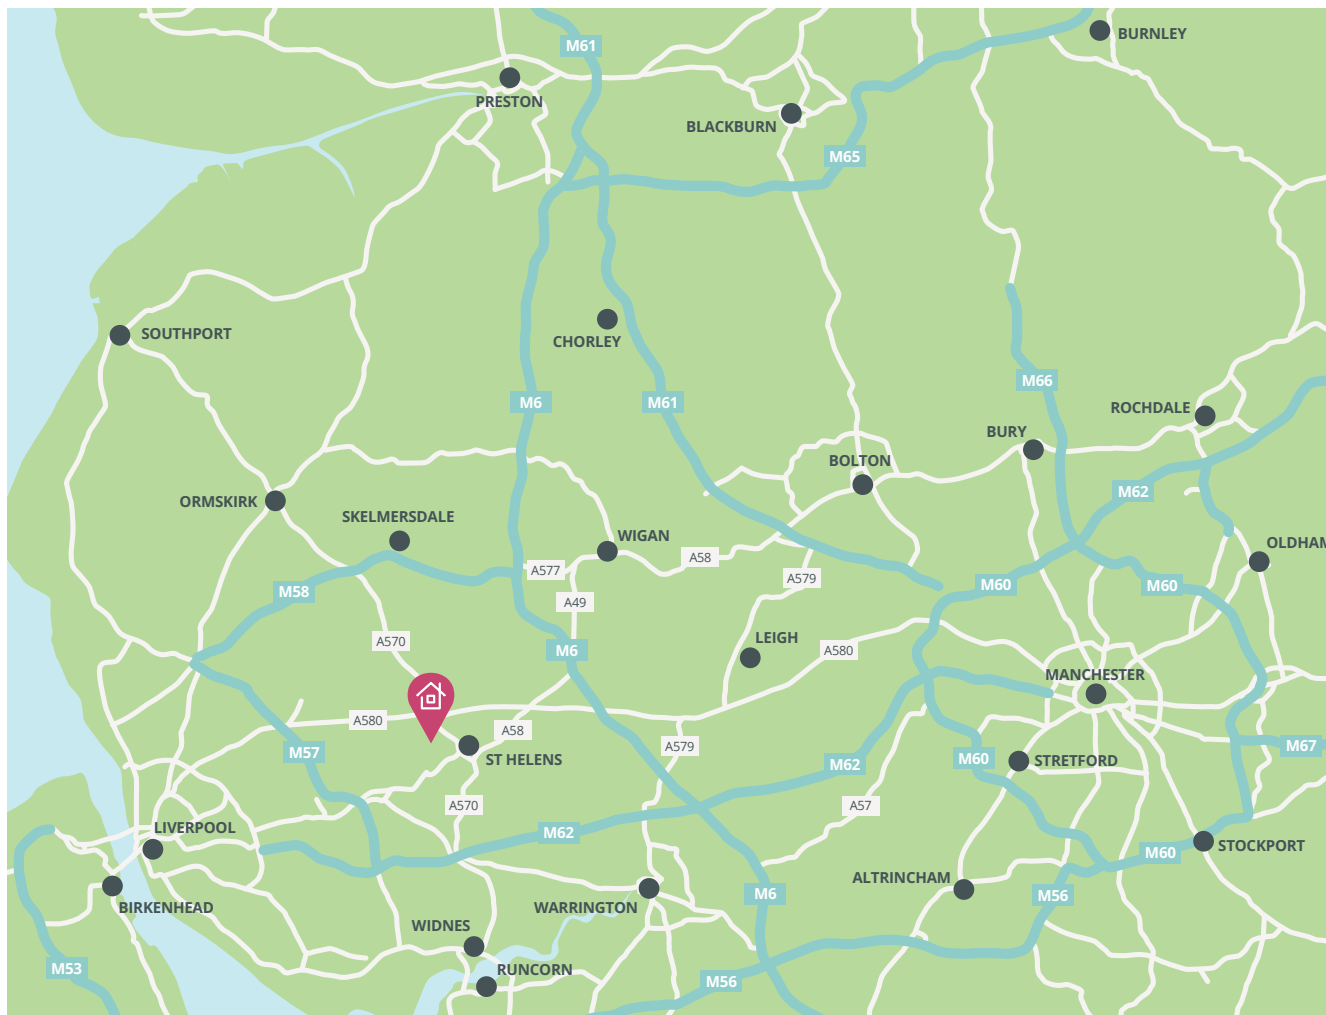 BURNLEY
M61
PRESTON
BLACKBURN
M65
SOUTHPORT
CHORLEY
M6
M61
M66
ROCHDALE
BURY
BOLTON
M62
ORMSKIRK
SKELMERSDALE
WIGAN
OLDHAM
A58
A577
A579
M58
A49
M60
M60
A570
LEIGH
A580
M6
MANCHESTER
A580
A58
M57
ST HELENS
A579
M60
STRETFORD
M67
M62
A570
A57
LIVERPOOL
M62
STOCKPORT
M60
ALTRINCHAM
M6
M56
BIRKENHEAD
WARRINGTON
WIDNES
M53
RUNCORN
M56